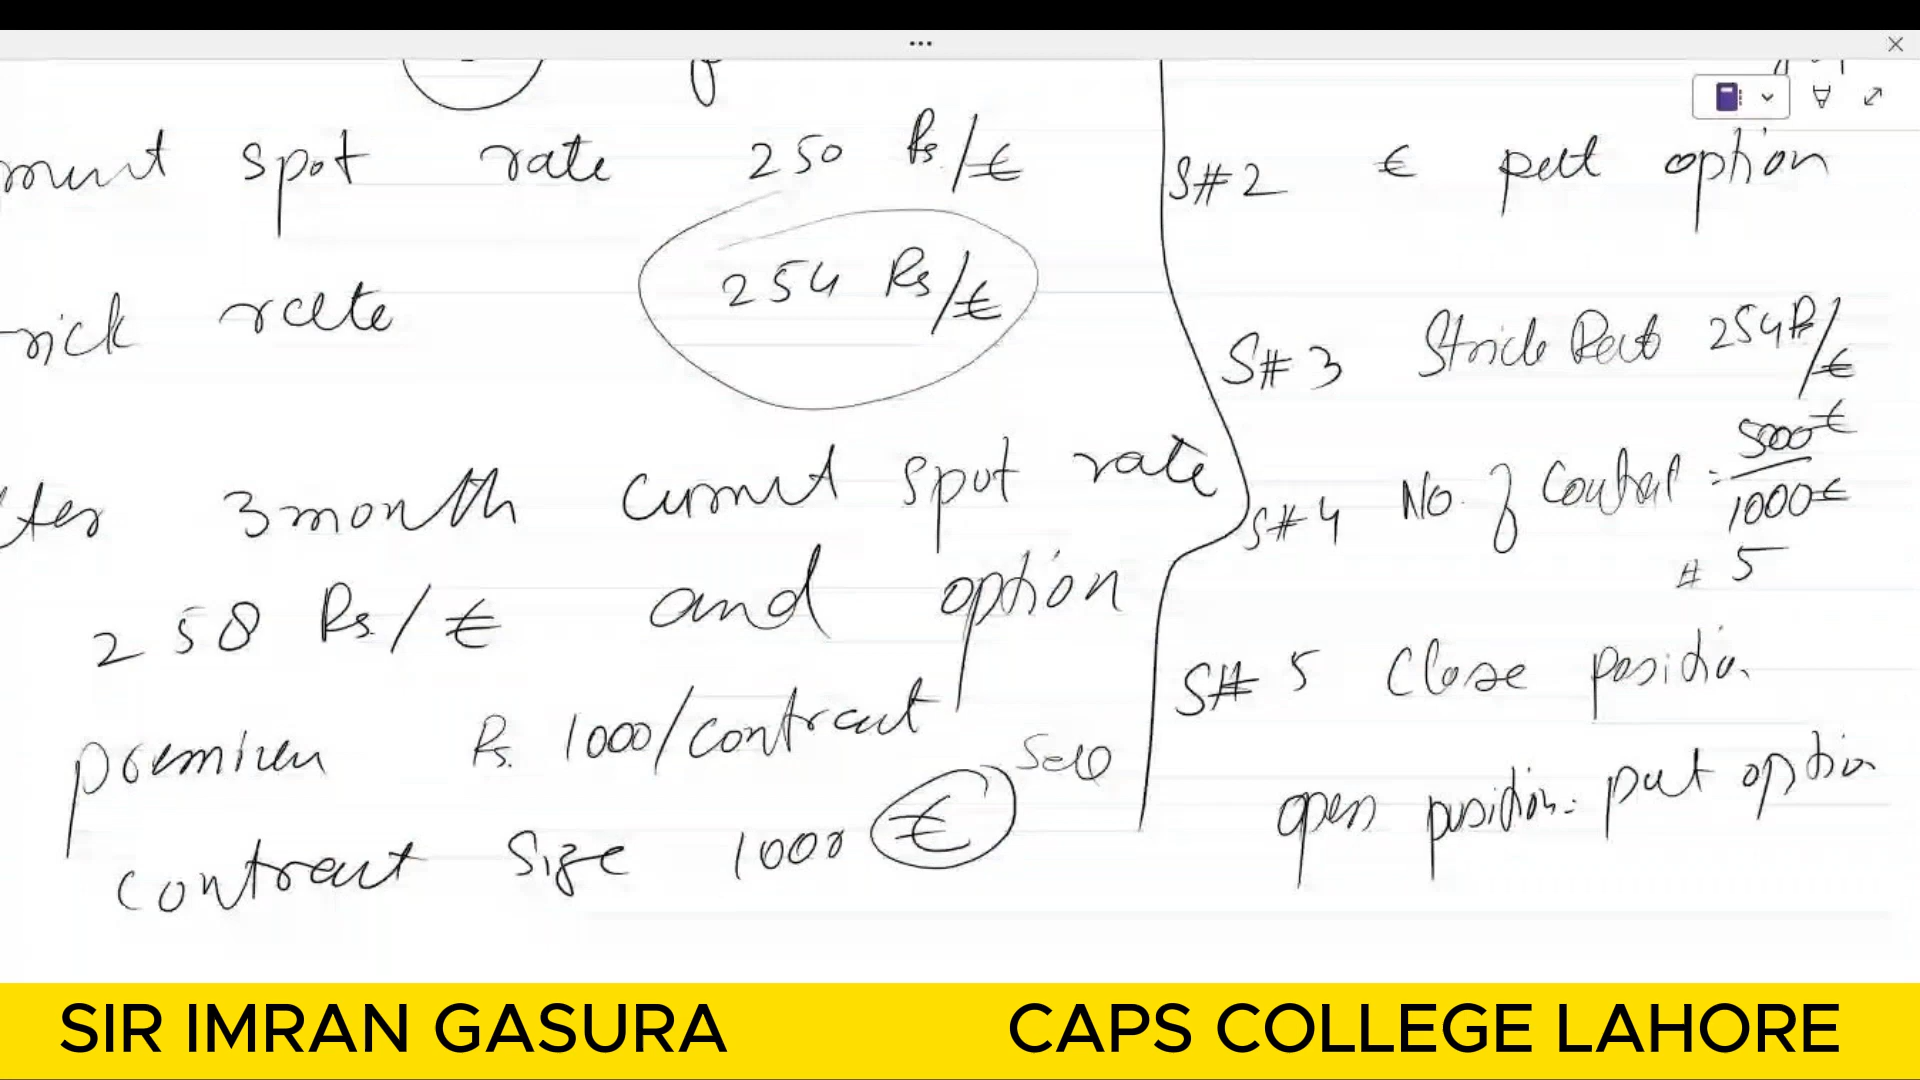 spot rate 250 Rs/€
rick rate 254 Rs/€
3 month current spot rate
258 Rs./€ and option
premium Rs. 1000/contract
contract size 1000 € Sell
S#2 € put option
S#3 Strick Rate 254 Rs/€
S#4 No. of Contract = 5000€
1000€
# 5
S#5 Close position
open position: put option
SIR IMRAN GASURA
CAPS COLLEGE LAHORE